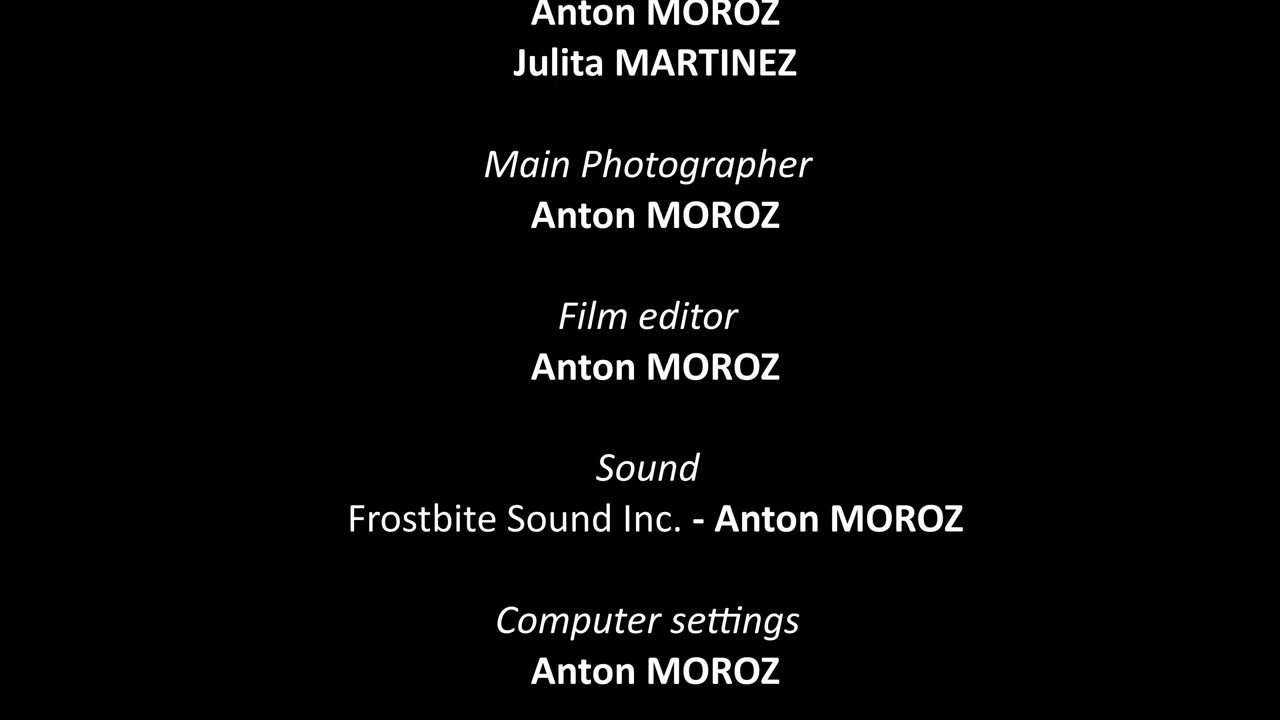 Anton MOROZ
Julita MARTINEZ
Main Photographer
Anton MOROZ
Film editor
Anton MOROZ
Sound
Frostbite Sound Inc. - Anton MOROZ
Computer settings
Anton MOROZ